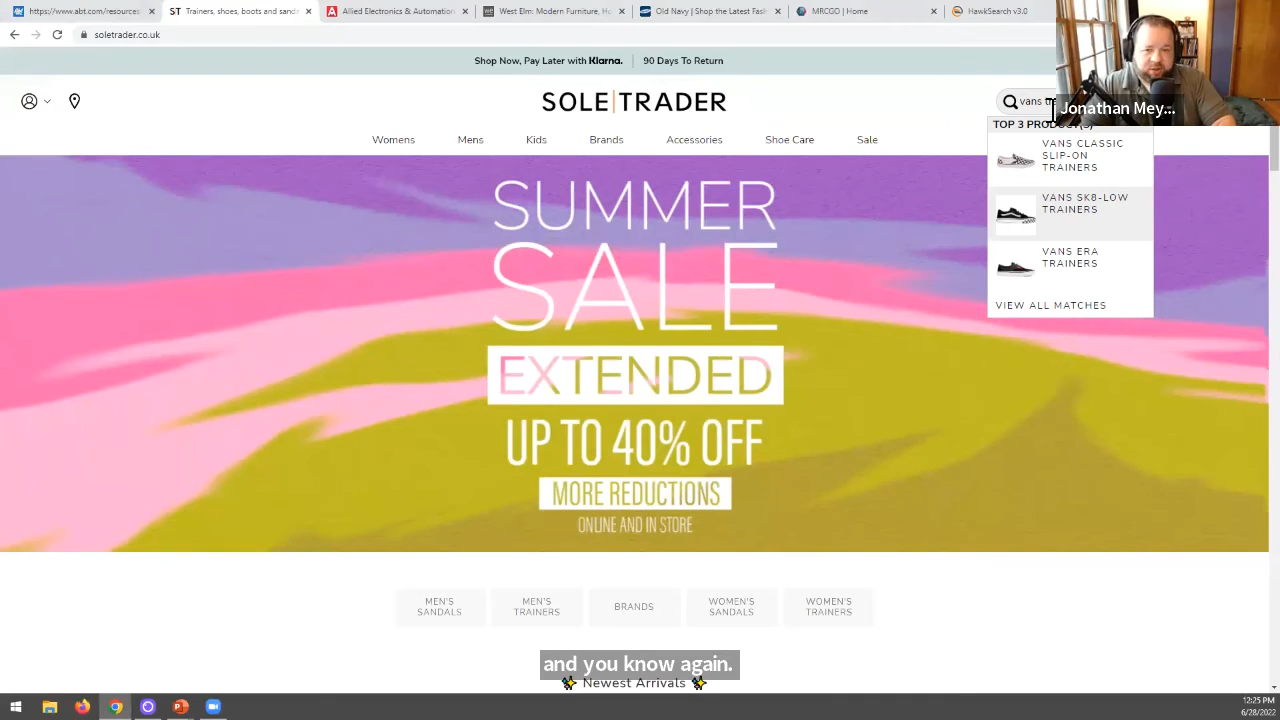 https://www.abt.com/resources
ST Trainers, shoes, boots and sand
Allied Electronics & Automation
West Elm: Modern Furniture, Ho
Old Navy | Shop the Latest Fash
MRCGO | Home
HawkSearch v3.0
soletrader.co.uk
Shop Now, Pay Later with Klarna.
90 Days To Return
SOLE|TRADER
vans t
Jonathan Mey...
Womens
Mens
Kids
Brands
Accessories
Shoe Care
Sale
TOP 3 PRODUCT(S)
VANS CLASSIC
SLIP-ON
TRAINERS
VANS SK8-LOW
TRAINERS
VANS ERA
TRAINERS
VIEW ALL MATCHES
SUMMER
SALE
EXTENDED
UP TO 40% OFF
MORE REDUCTIONS
ONLINE AND IN STORE
MEN'S
SANDALS
MEN'S
TRAINERS
BRANDS
WOMEN'S
SANDALS
WOMEN'S
TRAINERS
and you know again.
✨ Newest Arrivals ✨
12:25 PM
6/28/2022